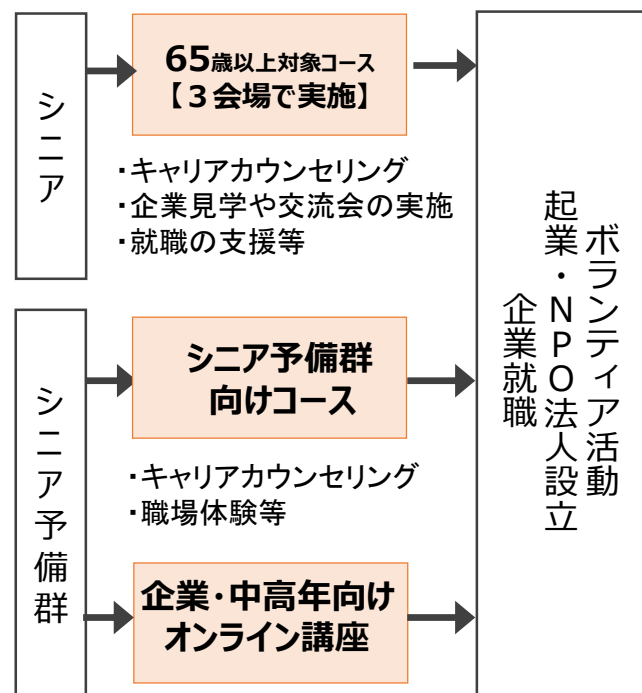 シニア
65歳以上対象コース
【３会場で実施】
・キャリアカウンセリング
・企業見学や交流会の実施
・就職の支援等
シニア予備群
シニア予備群
向けコース
・キャリアカウンセリング
・職場体験等
企業・中高年向け
オンライン講座
ボランティア活動
起業・ＮＰＯ法人設立
企業就職